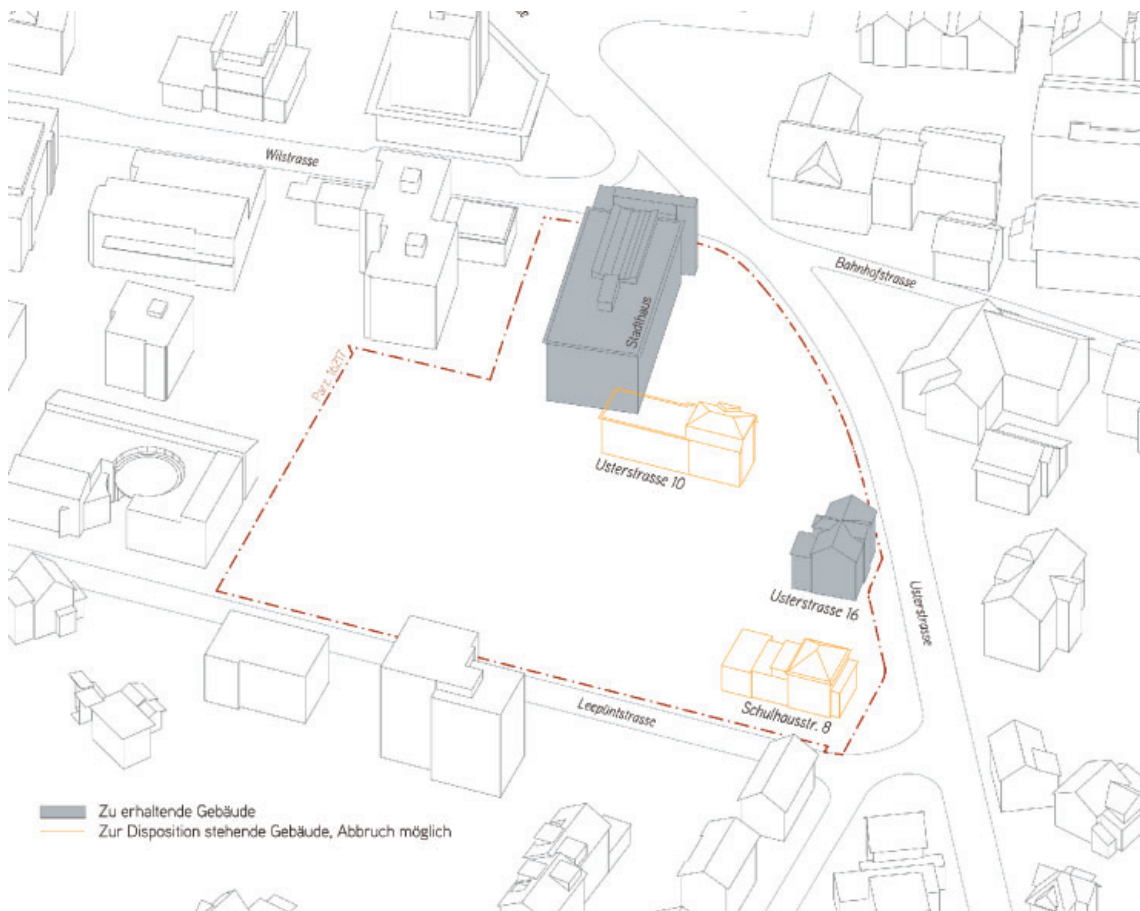 Wilstrasse
Bahnhofstrasse
Stadthaus
Parz. 16217
Usterstrasse 10
Usterstrasse 16
Usterstrasse
Schulhausstr. 8
Leepüntstrasse
Zu erhaltende Gebäude
Zur Disposition stehende Gebäude, Abbruch möglich